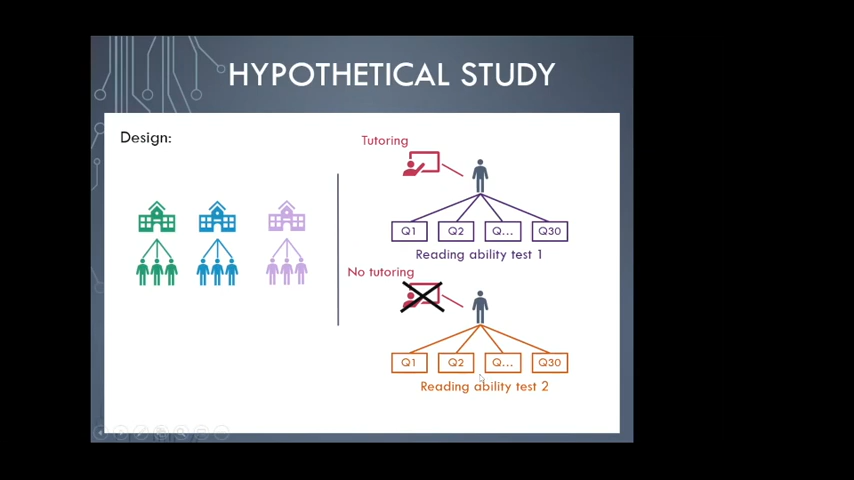 HYPOTHETICAL STUDY
Design:
Tutoring
Q1 Q2 Q... Q30
Reading ability test 1
No tutoring
Q1 Q2 Q... Q30
Reading ability test 2